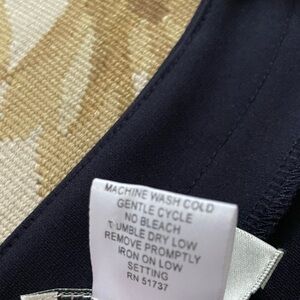 MACHINE WASH COLD
GENTLE CYCLE
NO BLEACH
TUMBLE DRY LOW
REMOVE PROMPTLY
IRON ON LOW
SETTING
RN 51737